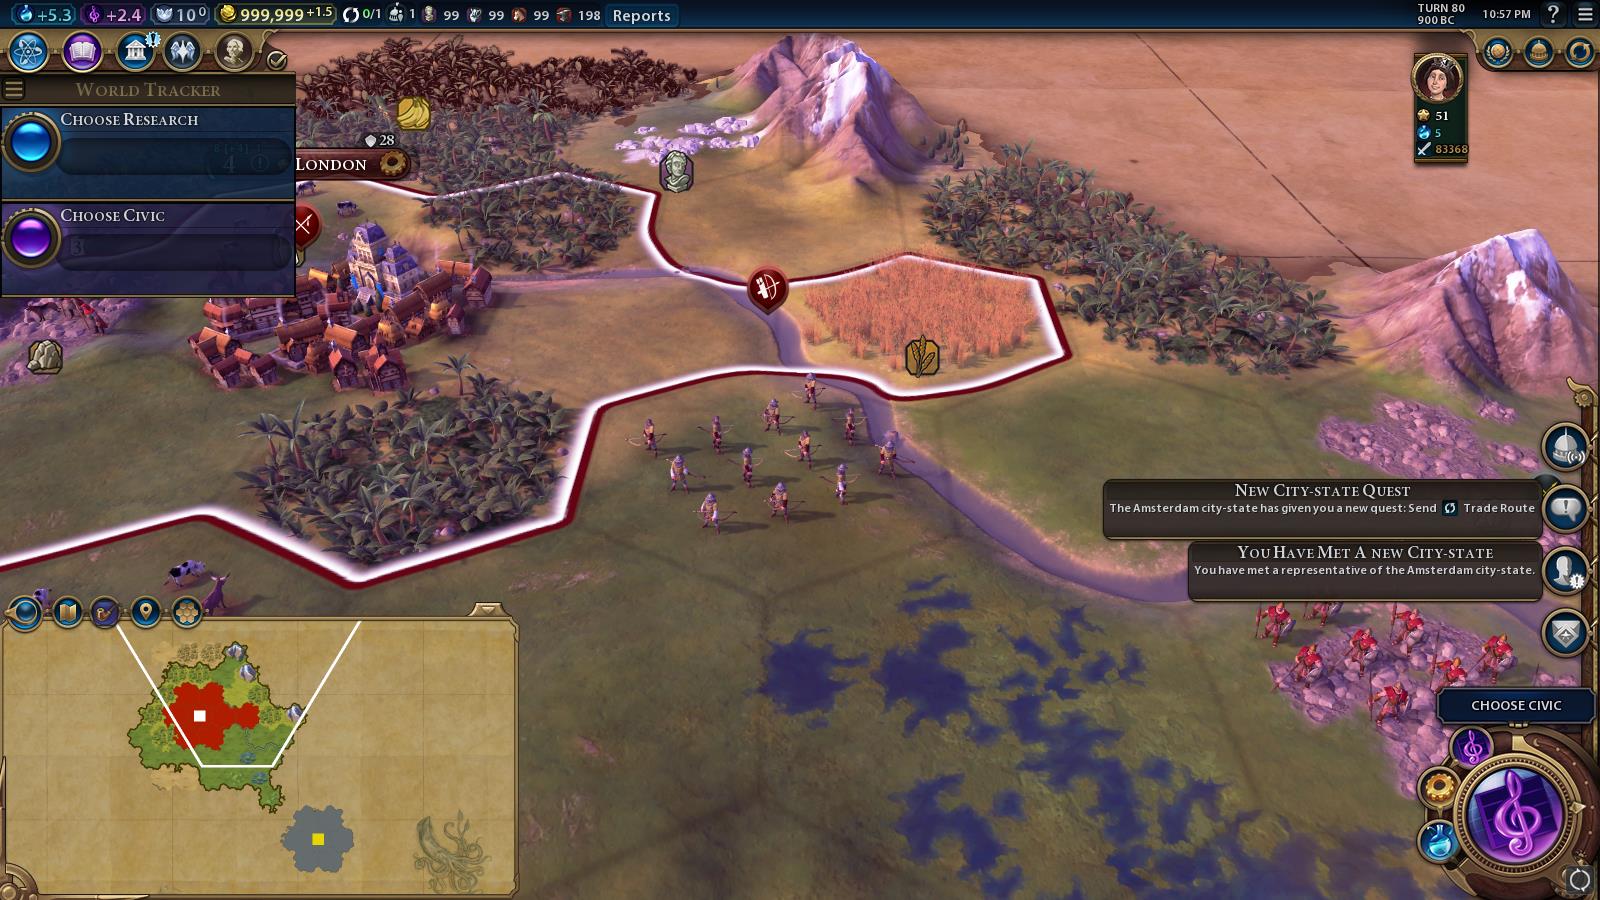 +5.3 +2.4 10 0 999,999 +1.5 0/1 1 99 99 99 198 Reports
TURN 80
900 BC
10:57 PM ?
WORLD TRACKER
CHOOSE RESEARCH
4
CHOOSE CIVIC
3
28
LONDON
51
5
83368
NEW CITY-STATE QUEST
The Amsterdam city-state has given you a new quest: Send Trade Route
YOU HAVE MET A NEW CITY-STATE
You have met a representative of the Amsterdam city-state.
CHOOSE CIVIC